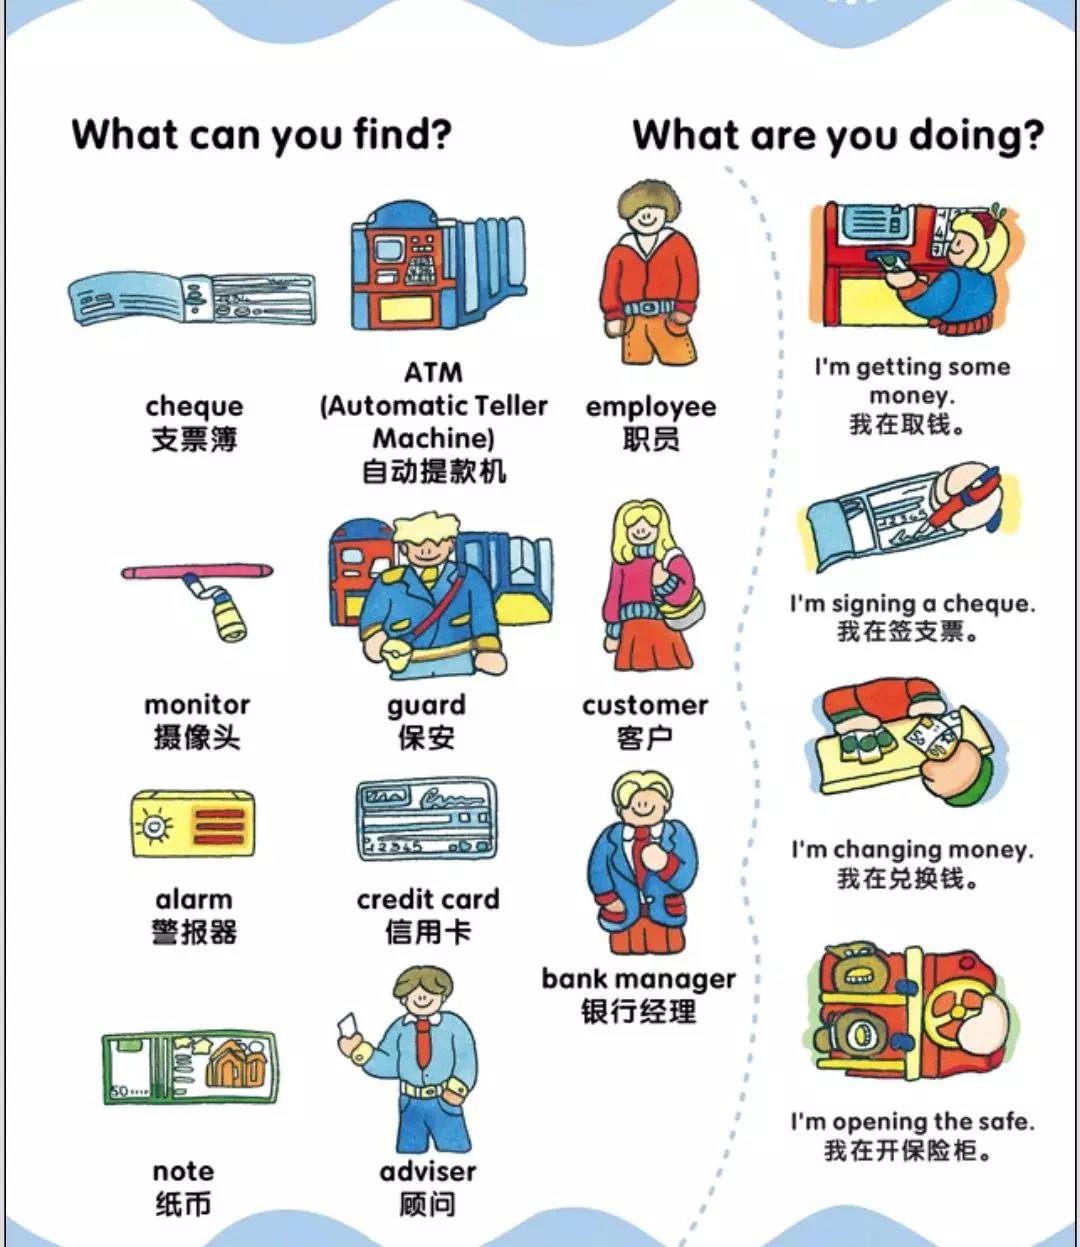 What can you find?
What are you doing?
cheque
支票簿
ATM
(Automatic Teller
Machine)
自动提款机
employee
职员
monitor
摄像头
guard
保安
customer
客户
alarm
警报器
12345
credit card
信用卡
bank manager
银行经理
50
note
纸币
adviser
顾问
I'm getting some
money.
我在取钱。
12345
I'm signing a cheque.
我在签支票。
I'm changing money.
我在兑换钱。
I'm opening the safe.
我在开保险柜。